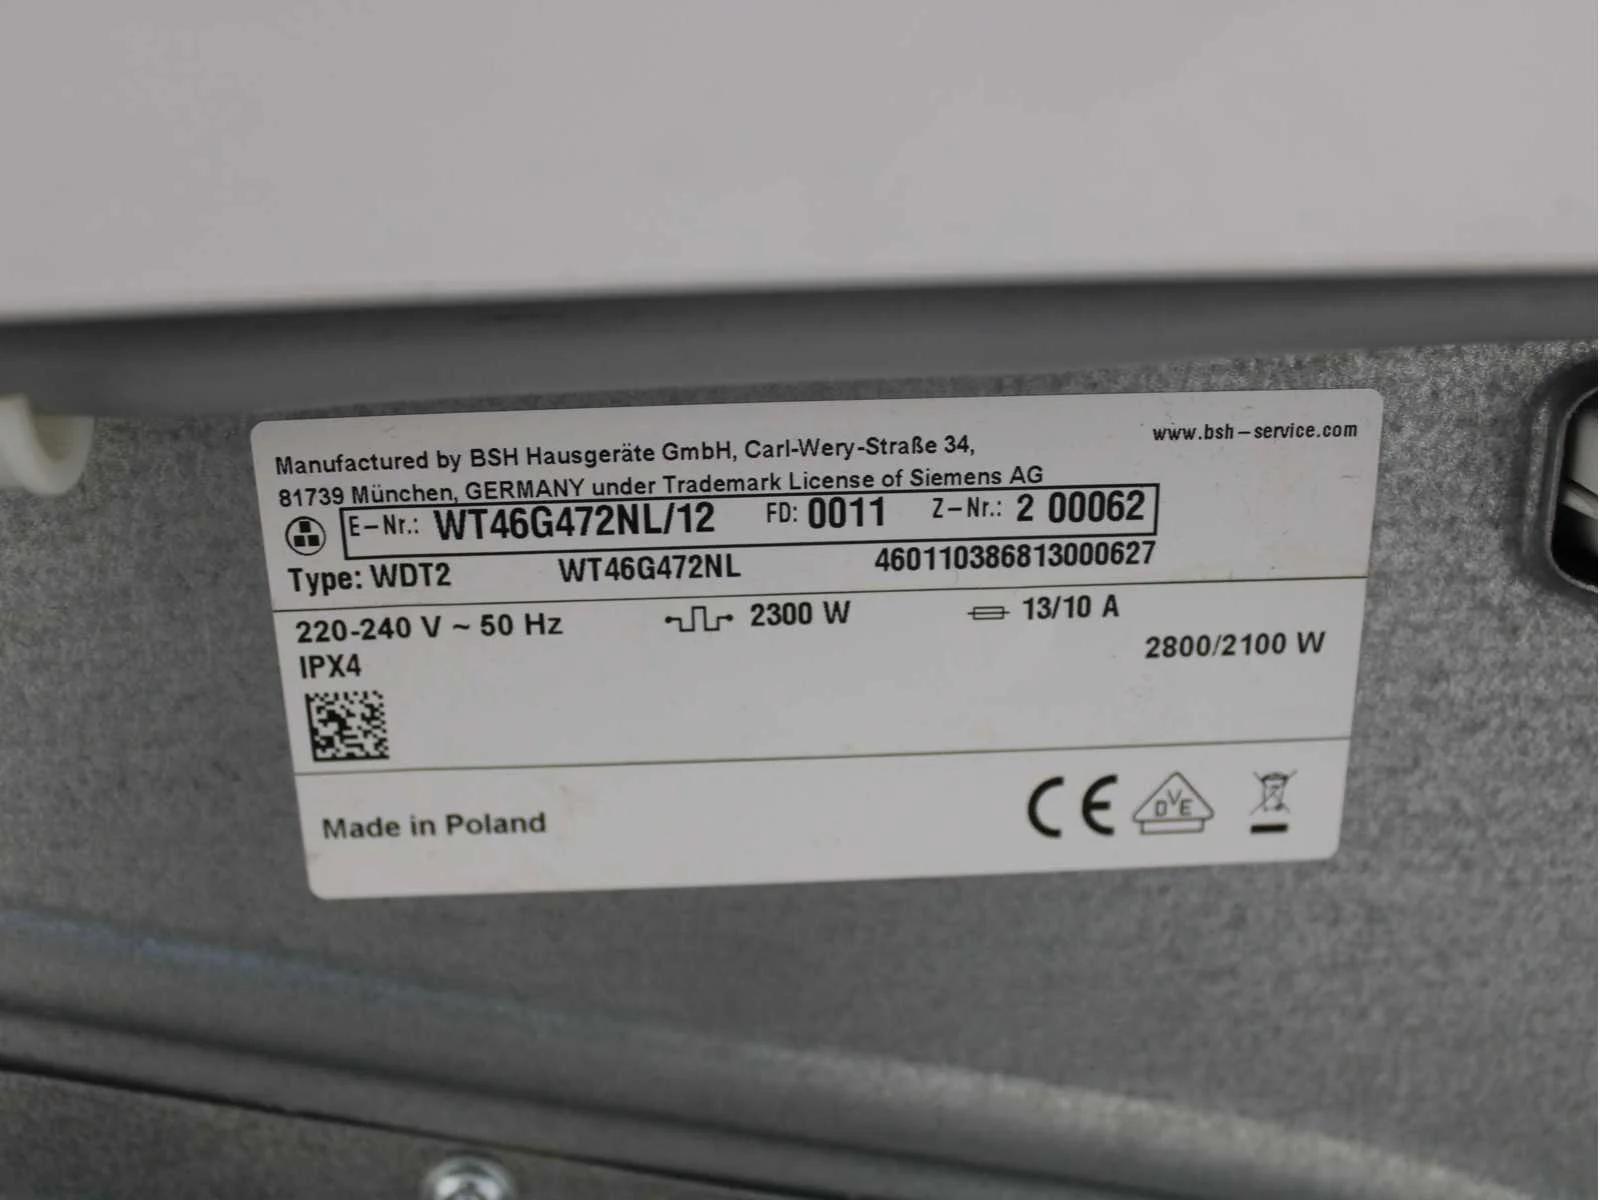 Manufactured by BSH Hausgeräte GmbH, Carl-Wery-Straße 34,
www.bsh-service.com
81739 München, GERMANY under Trademark License of Siemens AG
E-Nr.: WT46G472NL/12 FD: 0011 Z-Nr.: 2 00062
Type: WDT2 WT46G472NL 460110386813000627
220-240 V ~ 50 Hz 2300 W 13/10 A
IPX4 2800/2100 W
Made in Poland CE DVE